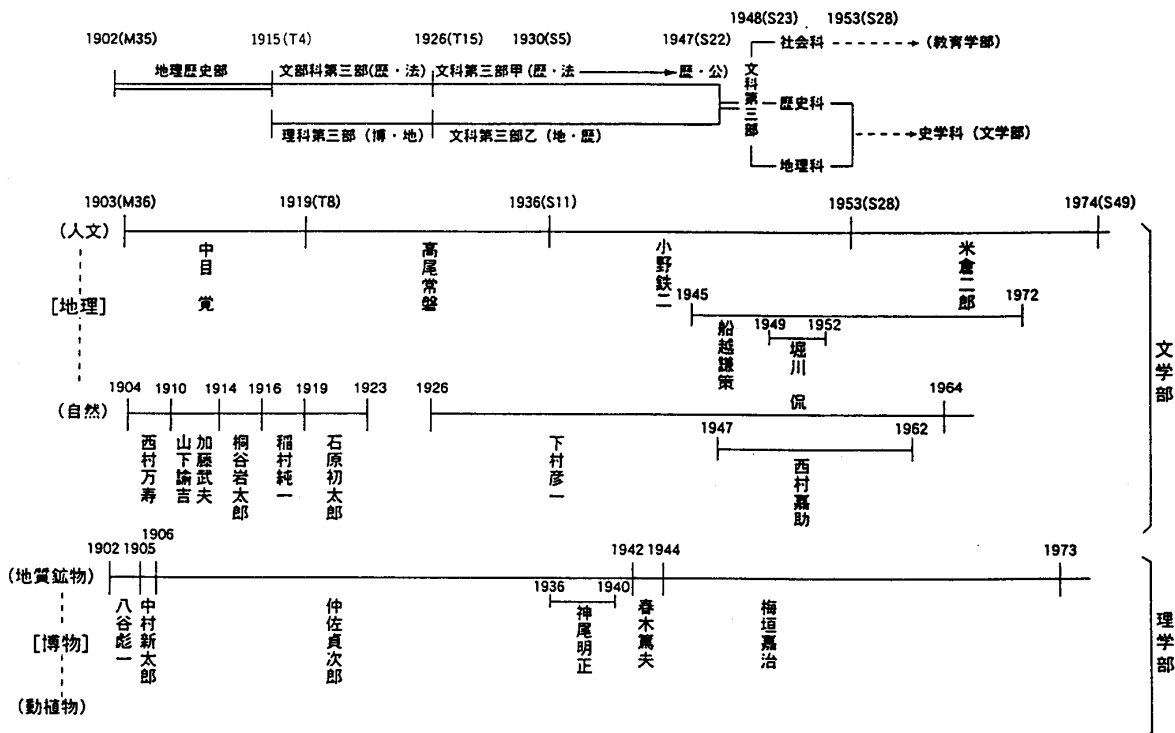 1948(S23) 1953(S28)
1902(M35) 1915(T4) 1926(T15) 1930(S5) 1947(S22)
社会科 (教育学部)
地理歴史部 文部科第三部(歴・法) 文科第三部甲(歴・法 歴・公)
文科第三部
歴史科
理科第三部(博・地) 文科第三部乙(地・歴)
史学科(文学部)
地理科
1903(M36) 1919(T8) 1936(S11) 1953(S28) 1974(S49)
(人文)
中目 覚
高尾常磐
小野鉄二
米倉二郎
[地理]
1945 1972
船越謙策
1949 1952
堀川 侃
文学部
1904 1910 1914 1916 1919 1923 1926 1964
(自然)
西村万寿
山下諭吉
加藤武夫
桐谷岩太郎
稲村純一
石原初太郎
下村彦一
1947 1962
西村嘉助
1902 1905 1906 1942 1944 1973
(地質鉱物)
八谷彪一
中村新太郎
仲佐貞次郎
1936 1940
神尾明正
春木篤夫
梅垣嘉治
[博物]
理学部
(動植物)